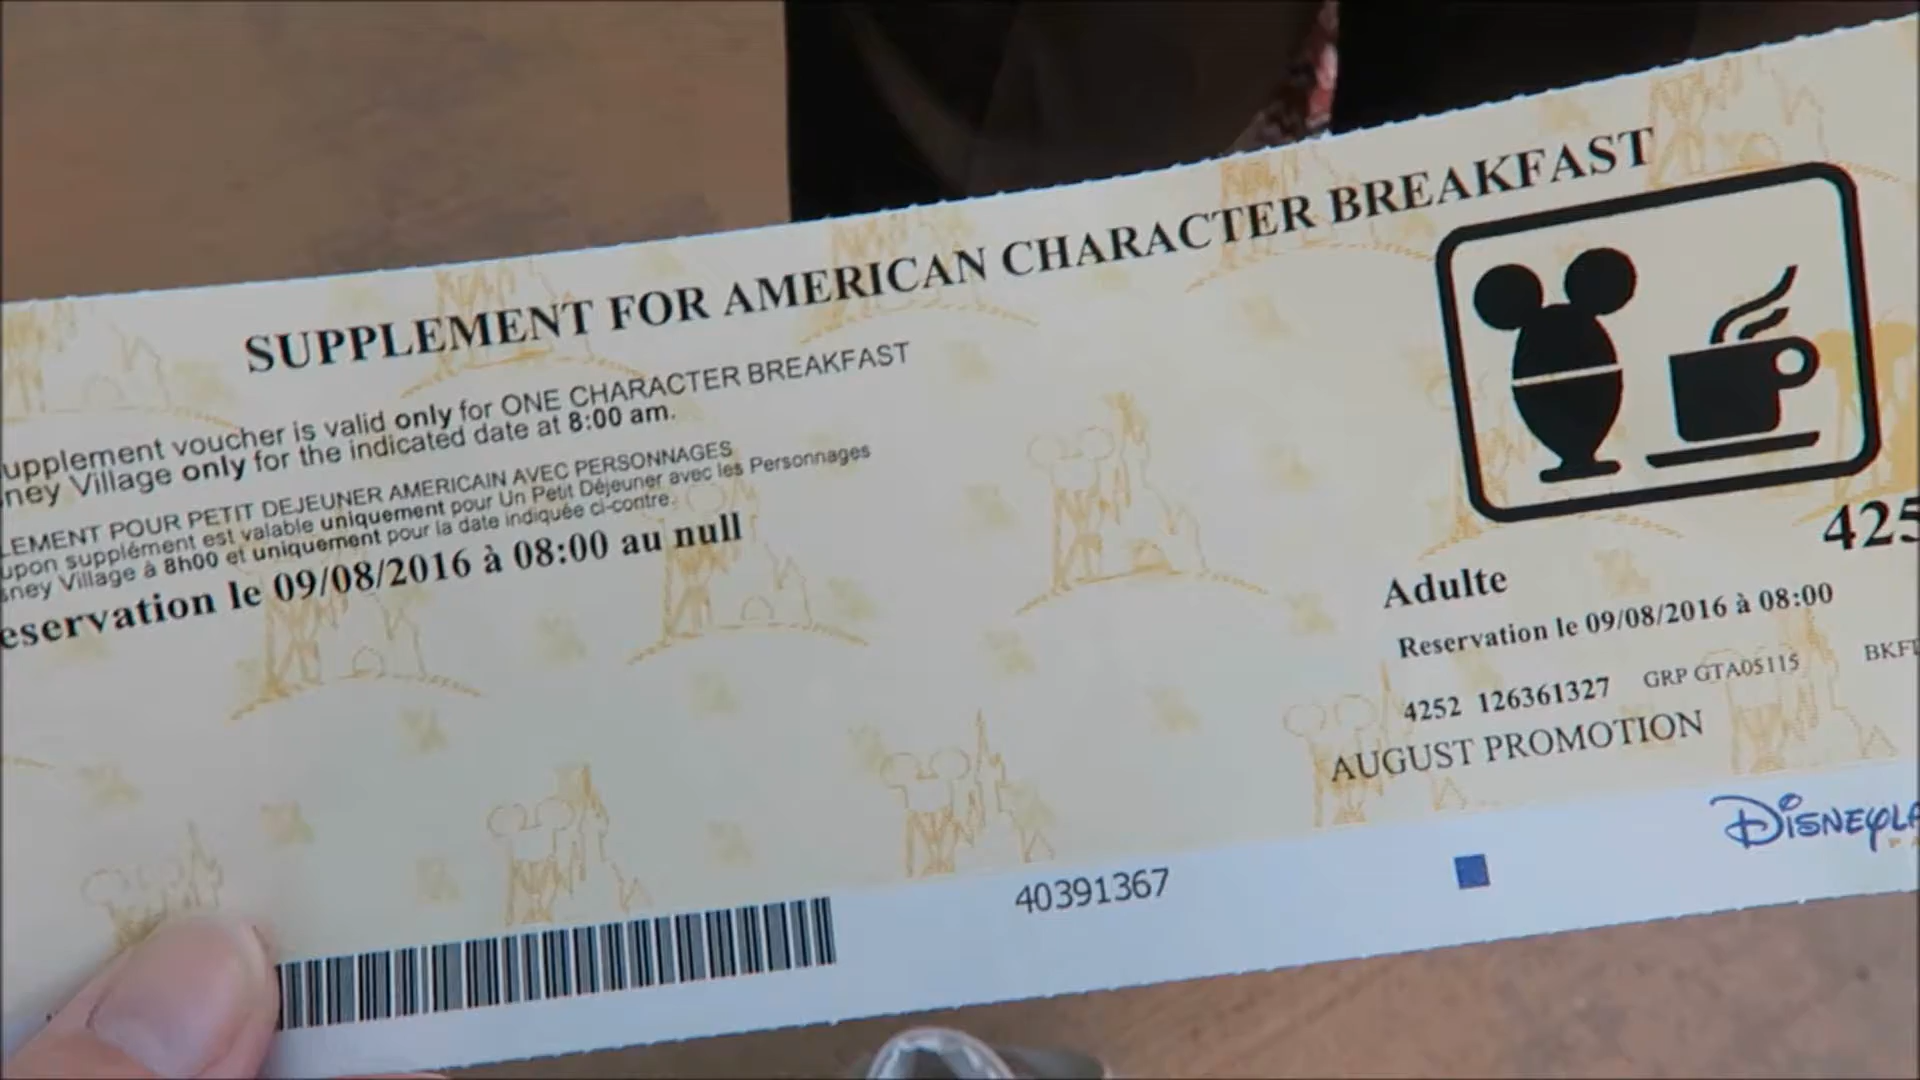 SUPPLEMENT FOR AMERICAN CHARACTER BREAKFAST
upplement voucher is valid only for ONE CHARACTER BREAKFAST
ney Village only for the indicated date at 8:00 am.
LEMENT POUR PETIT DEJEUNER AMERICAIN AVEC PERSONNAGES
upon supplément est valable uniquement pour Un Petit Déjeuner avec les Personnages
sney Village à 8h00 et uniquement pour la date indiquée ci-contre.
eservation le 09/08/2016 à 08:00 au null
425
Adulte
Reservation le 09/08/2016 à 08:00
4252 126361327 GRP GTA05115 BKFT
AUGUST PROMOTION
DISNEYLA
40391367